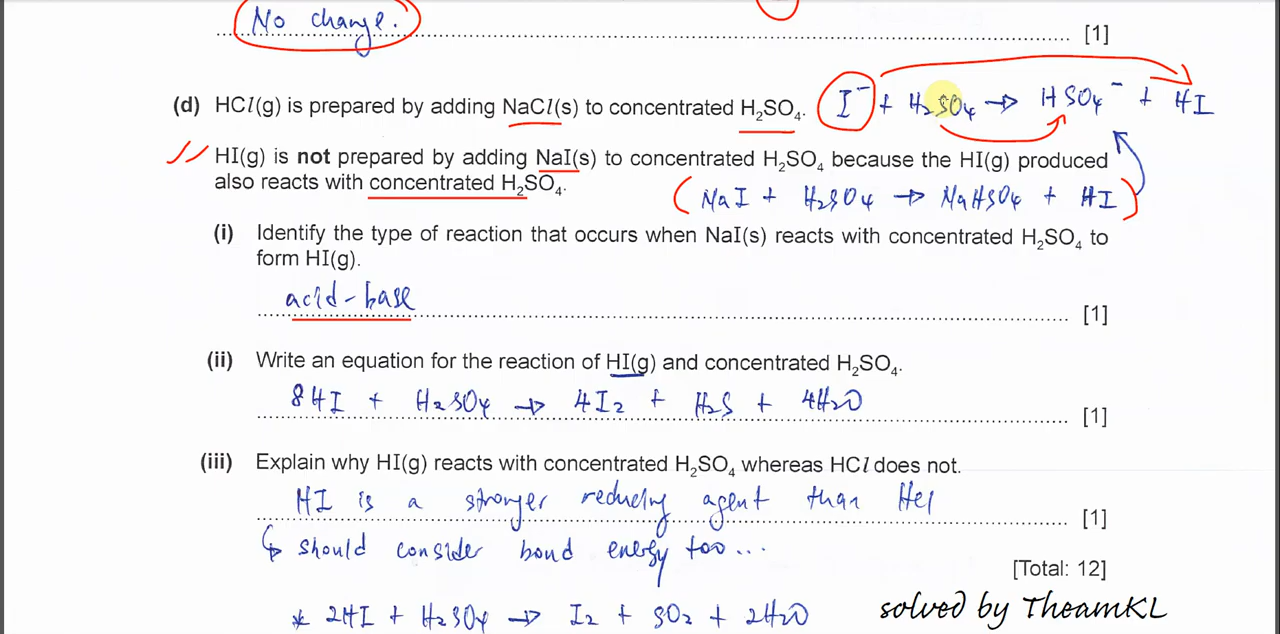 No change.
[1]
(d) HCl(g) is prepared by adding NaCl(s) to concentrated H₂SO₄. I⁻ + H₂SO₄ → HSO₄⁻ + HI
HI(g) is not prepared by adding NaI(s) to concentrated H₂SO₄ because the HI(g) produced
also reacts with concentrated H₂SO₄.
(NaI + H₂SO₄ → NaHSO₄ + HI)
(i) Identify the type of reaction that occurs when NaI(s) reacts with concentrated H₂SO₄ to
form HI(g).
acid-base
[1]
(ii) Write an equation for the reaction of HI(g) and concentrated H₂SO₄.
8HI + H₂SO₄ → 4I₂ + H₂S + 4H₂O
[1]
(iii) Explain why HI(g) reacts with concentrated H₂SO₄ whereas HCl does not.
HI is a stronger reducing agent than HCl
[1]
↳ should consider bond energy too...
[Total: 12]
* 2HI + H₂SO₄ → I₂ + SO₂ + 2H₂O
solved by TheamKL